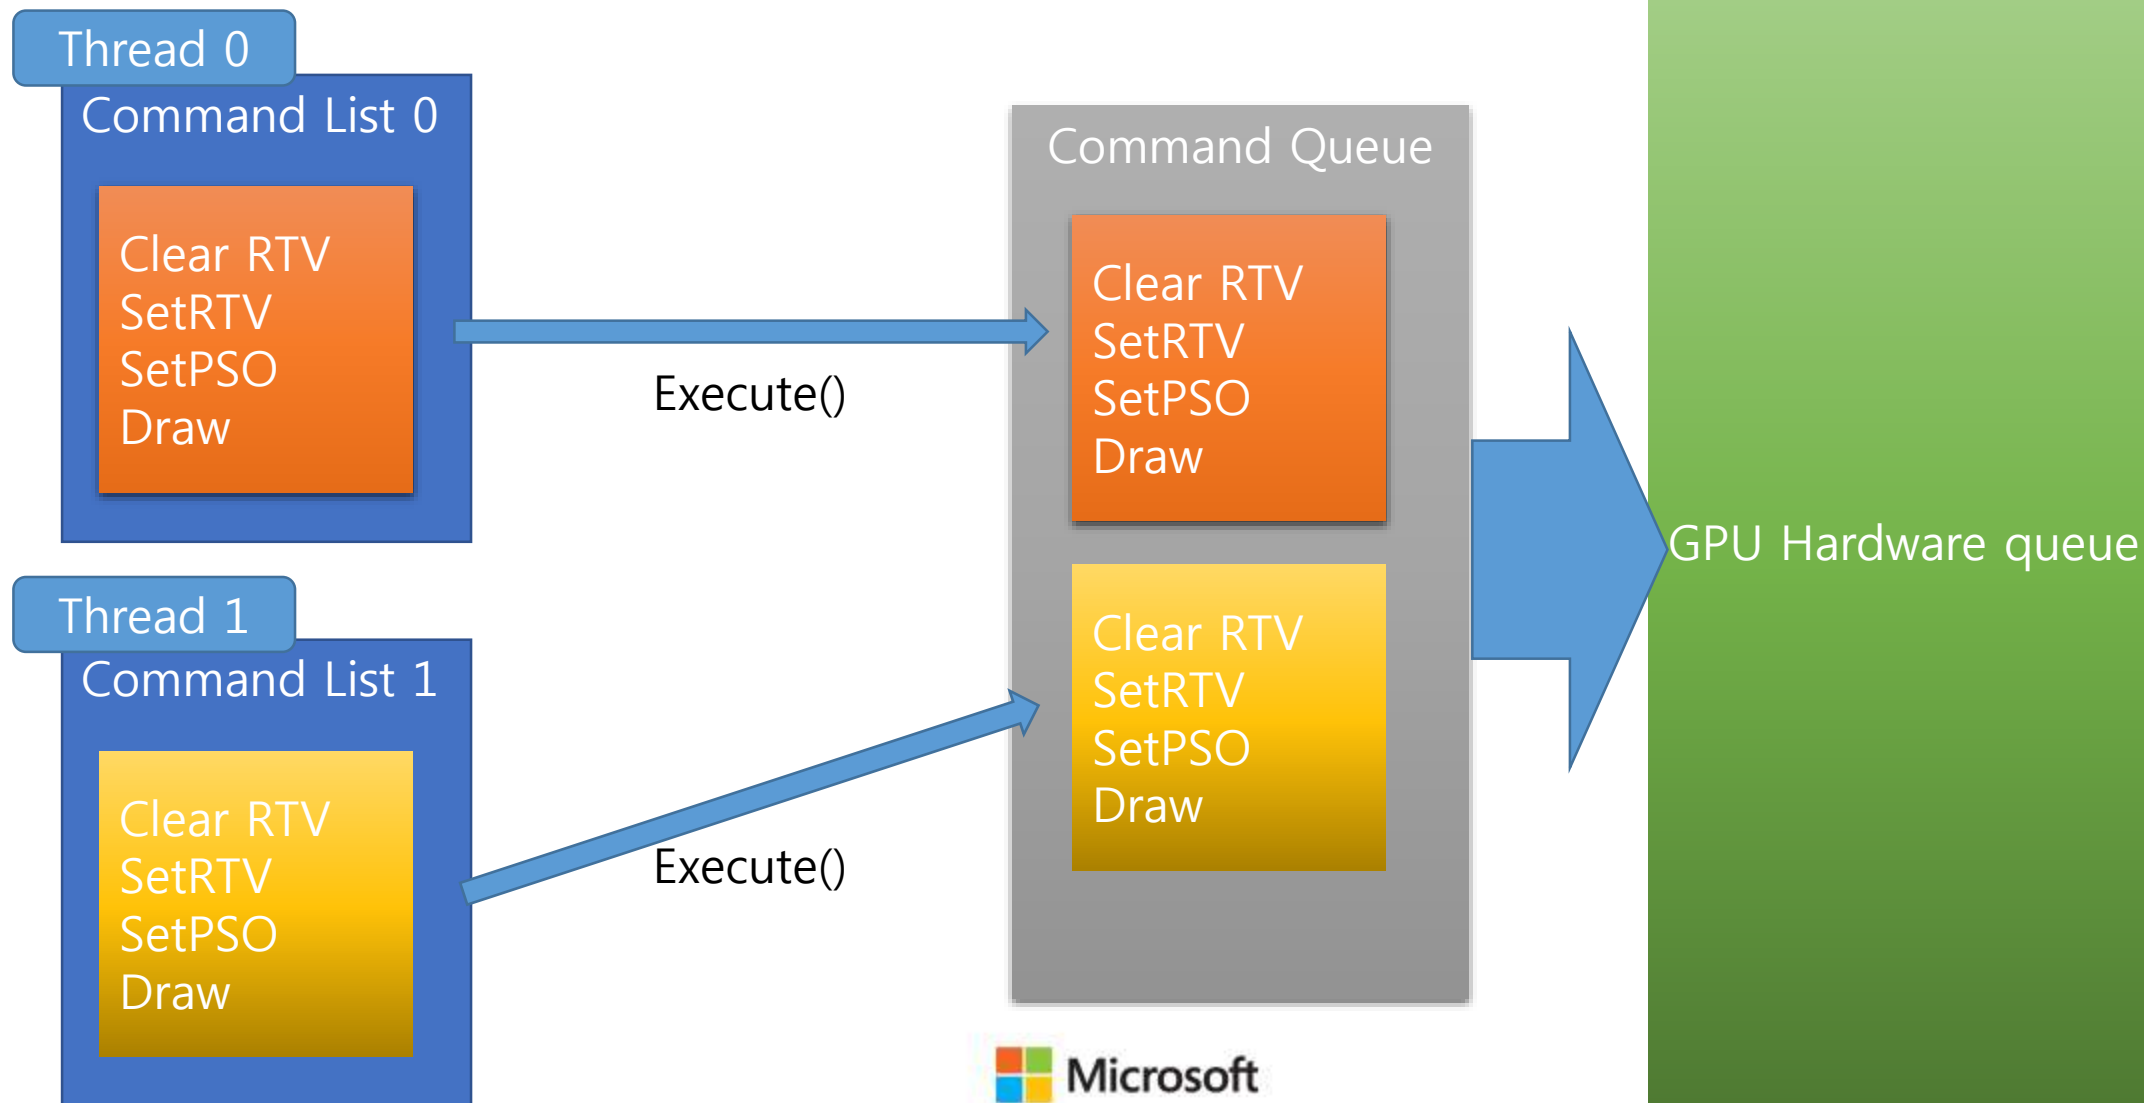 Thread 0
Command List 0
Clear RTV
SetRTV
SetPSO
Draw
Execute()
Thread 1
Command List 1
Clear RTV
SetRTV
SetPSO
Draw
Execute()
Command Queue
Clear RTV
SetRTV
SetPSO
Draw
Clear RTV
SetRTV
SetPSO
Draw
GPU Hardware queue
Microsoft